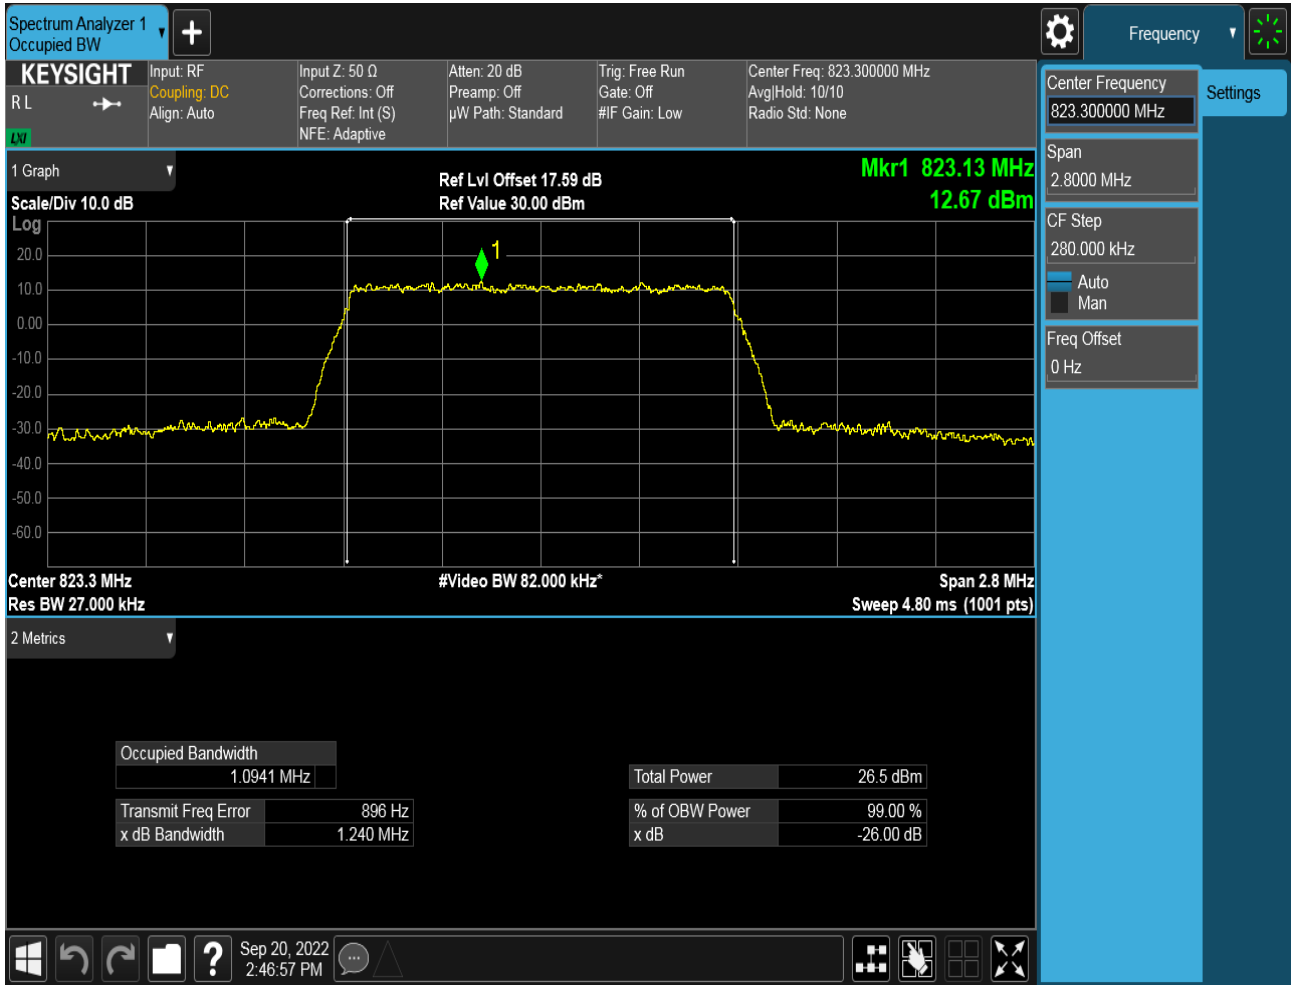 Spectrum Analyzer 1
Occupied BW
Frequency
KEYSIGHT
R L
LXI
Input: RF
Coupling: DC
Align: Auto
Input Z: 50 Ω
Corrections: Off
Freq Ref: Int (S)
NFE: Adaptive
Atten: 20 dB
Preamp: Off
µW Path: Standard
Trig: Free Run
Gate: Off
#IF Gain: Low
Center Freq: 823.300000 MHz
Avg|Hold: 10/10
Radio Std: None
Center Frequency
823.300000 MHz
Settings
Span
2.8000 MHz
CF Step
280.000 kHz
Auto
Man
Freq Offset
0 Hz
1 Graph
Scale/Div 10.0 dB
Ref Lvl Offset 17.59 dB
Ref Value 30.00 dBm
Mkr1 823.13 MHz
12.67 dBm
Log
1
20.0
10.0
0.00
-10.0
-20.0
-30.0
-40.0
-50.0
-60.0
Center 823.3 MHz
#Video BW 82.000 kHz*
Span 2.8 MHz
Res BW 27.000 kHz
Sweep 4.80 ms (1001 pts)
2 Metrics
Occupied Bandwidth
1.0941 MHz
Total Power 26.5 dBm
Transmit Freq Error 896 Hz
% of OBW Power 99.00 %
x dB Bandwidth 1.240 MHz
x dB -26.00 dB
?
Sep 20, 2022
2:46:57 PM